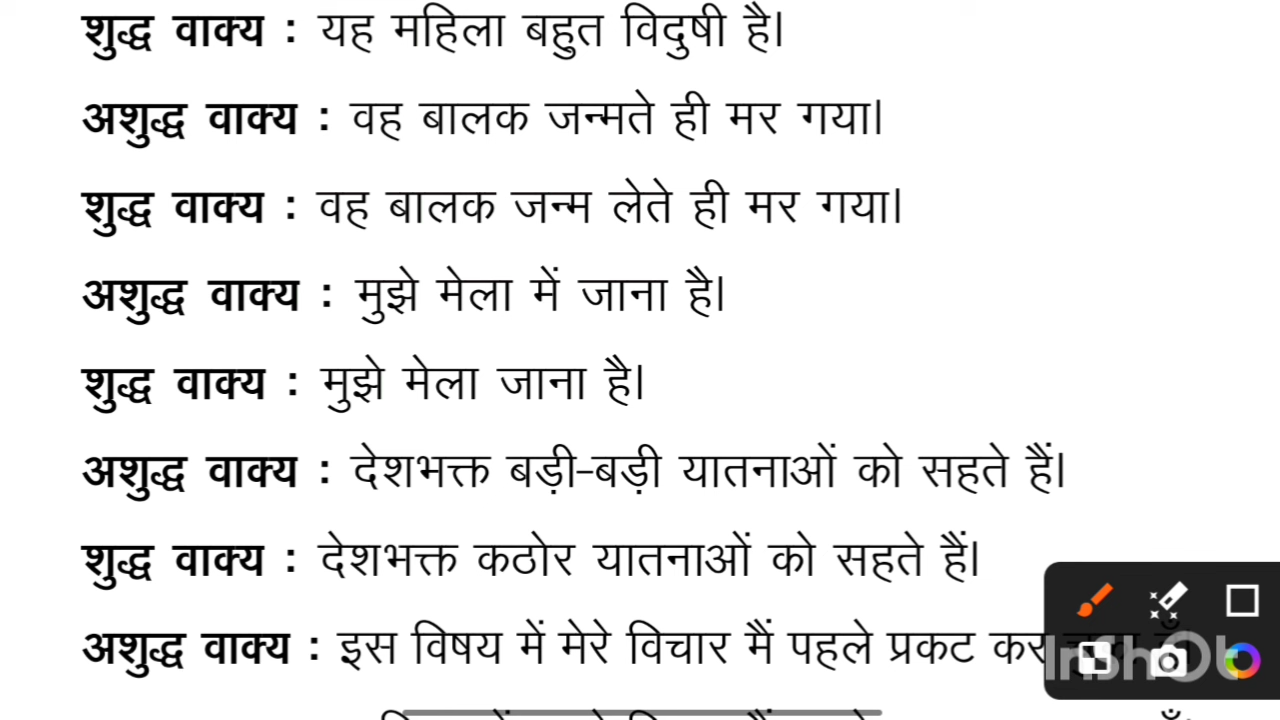 शुद्ध वाक्य : यह महिला बहुत विदुषी है।
अशुद्ध वाक्य : वह बालक जन्मते ही मर गया।
शुद्ध वाक्य : वह बालक जन्म लेते ही मर गया।
अशुद्ध वाक्य : मुझे मेला में जाना है।
शुद्ध वाक्य : मुझे मेला जाना है।
अशुद्ध वाक्य : देशभक्त बड़ी-बड़ी यातनाओं को सहते हैं।
शुद्ध वाक्य : देशभक्त कठोर यातनाओं को सहते हैं।
अशुद्ध वाक्य : इस विषय में मेरे विचार मैं पहले प्रकट कर